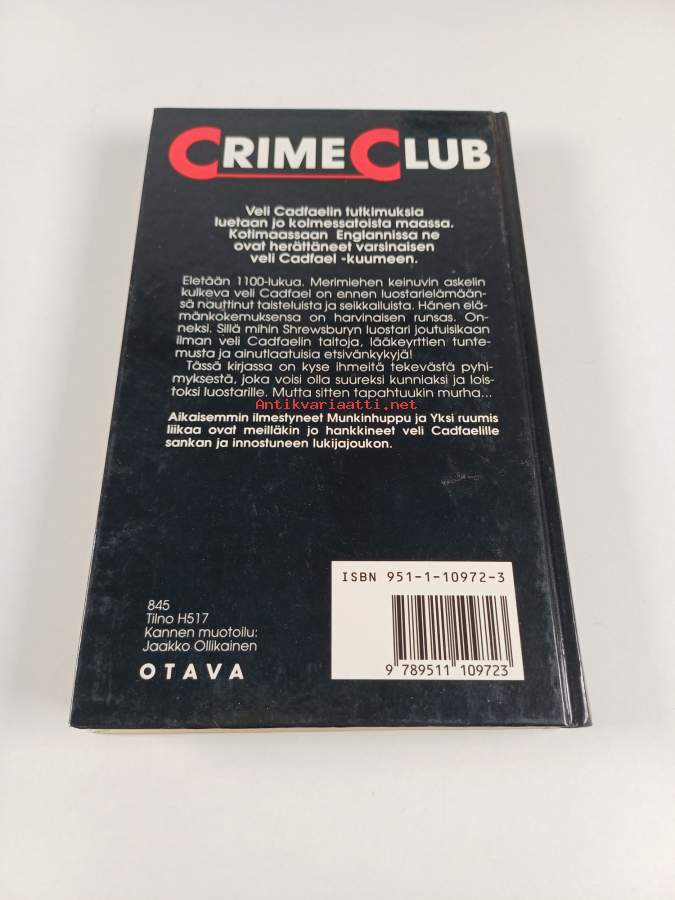 CRIME CLUB
Veli Cadfaelin tutkimuksia
luetaan jo kolmessatoista maassa.
Kotimaassaan Englannissa ne
ovat herättäneet varsinaisen
veli Cadfael -kuumeen.
Eletään 1100-lukua. Merimiehen keinuvin askelin
kulkeva veli Cadfael on ennen luostarielämään-
sä nauttinut taisteluista ja seikkailuista. Hänen elä-
mänkokemuksensa on harvinaisen runsas. On-
neksi. Sillä mihin Shrewsburyn luostari joutuisikaan
ilman veli Cadfaelin taitoja, lääkeyrttien tunte-
musta ja ainutlaatuisia etsivänkykyjä!
Tässä kirjassa on kyse ihmeitä tekevästä pyhi-
myksestä, joka voisi olla suureksi kunniaksi ja lois-
toksi luostarille. Mutta sitten tapahtuukin murha...
Antikvariaatti.net
Aikaisemmin ilmestyneet Munkinhuppu ja Yksi ruumis
liikaa ovat meilläkin jo hankkineet veli Cadfaelille
sankan ja innostuneen lukijajoukon.
ISBN 951-1-10972-3
845
Tilno H517
Kannen muotoilu:
Jaakko Ollikainen
OTAVA
9 789511 109723